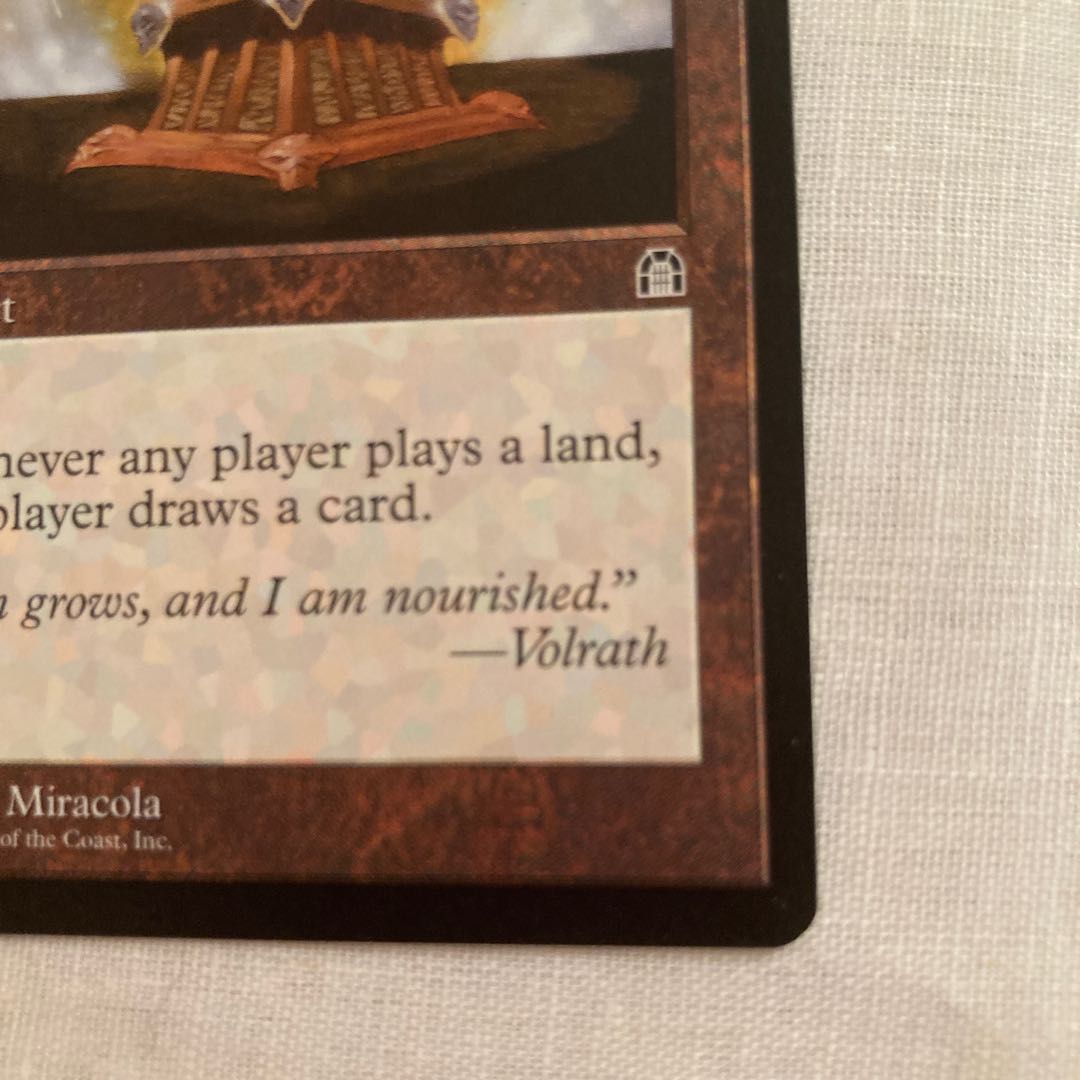 t
never any player plays a land,
player draws a card.
grows, and I am nourished.”
—Volrath
Miracola
of the Coast, Inc.